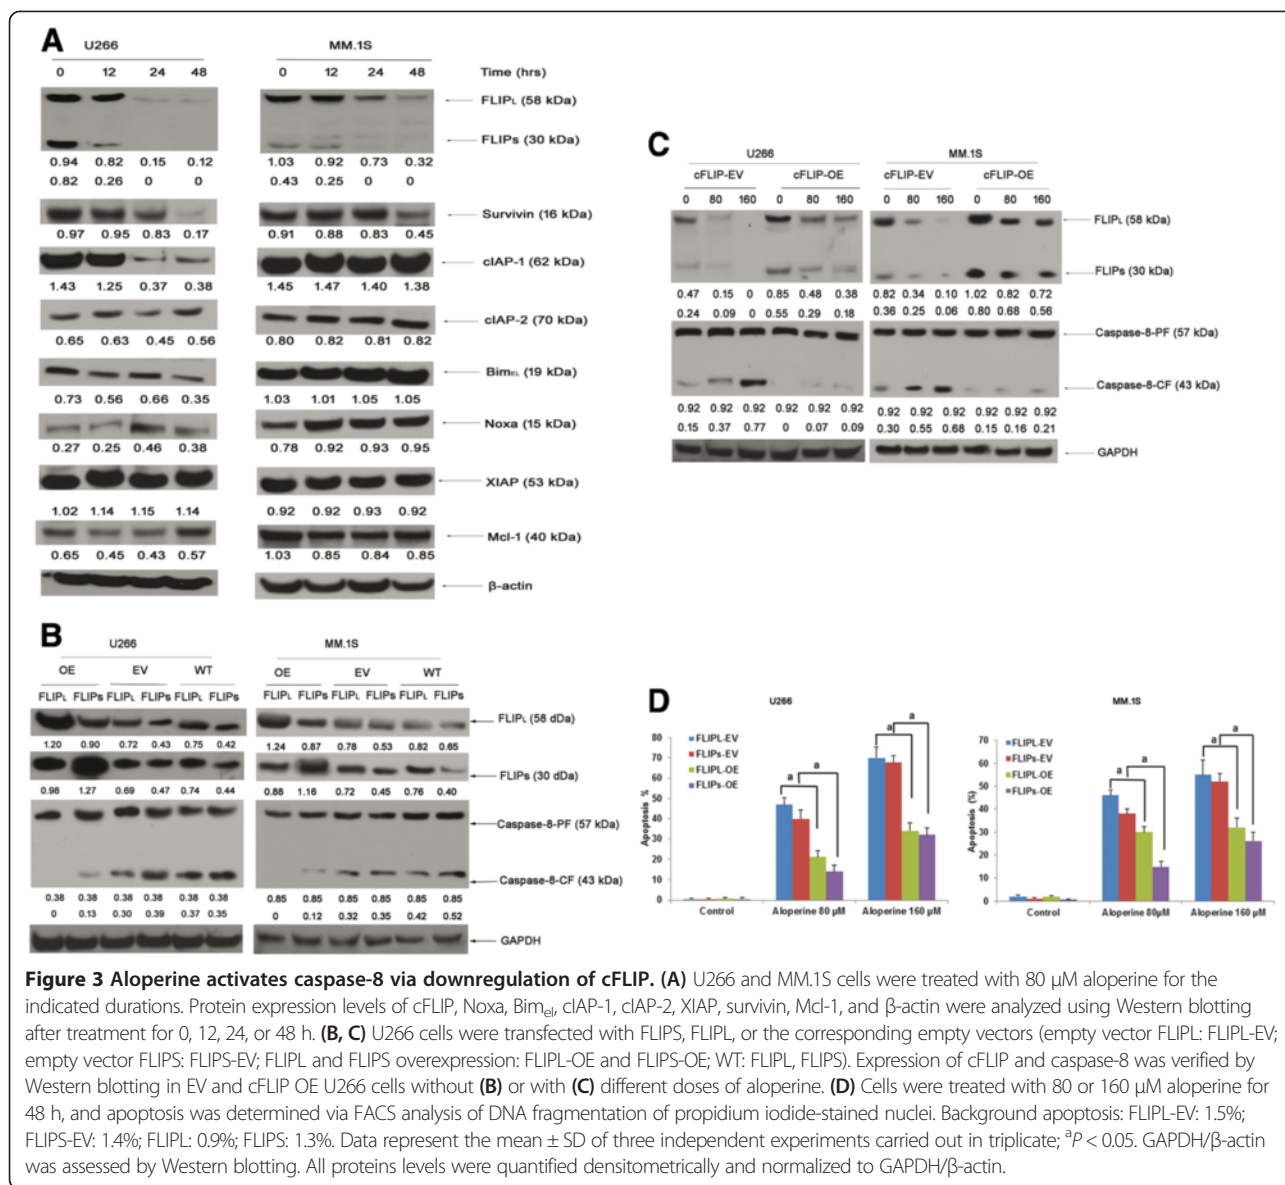 A
U266
MM.1S
0 12 24 48
0 12 24 48
Time (hrs)
FLIPL (58 kDa)
FLIPs (30 kDa)
0.94 0.82 0.15 0.12
1.03 0.92 0.73 0.32
0.82 0.26 0 0
0.43 0.25 0 0
Survivin (16 kDa)
0.97 0.95 0.83 0.17
0.91 0.88 0.83 0.45
cIAP-1 (62 kDa)
1.43 1.25 0.37 0.38
1.45 1.47 1.40 1.38
cIAP-2 (70 kDa)
0.65 0.63 0.45 0.56
0.80 0.82 0.81 0.82
BimEL (19 kDa)
0.73 0.56 0.66 0.35
1.03 1.01 1.05 1.05
Noxa (15 kDa)
0.27 0.25 0.46 0.38
0.78 0.92 0.93 0.95
XIAP (53 kDa)
1.02 1.14 1.15 1.14
0.92 0.92 0.93 0.92
Mcl-1 (40 kDa)
0.65 0.45 0.43 0.57
1.03 0.85 0.84 0.85
β-actin
B
U266
MM.1S
OE EV WT
OE EV WT
FLIPL FLIPs FLIPL FLIPs FLIPL FLIPs
FLIPL FLIPs FLIPL FLIPs FLIPL FLIPs
FLIPL (58 dDa)
1.20 0.90 0.72 0.43 0.75 0.42
1.24 0.87 0.78 0.53 0.82 0.65
FLIPs (30 dDa)
0.98 1.27 0.69 0.47 0.74 0.44
0.88 1.16 0.72 0.45 0.76 0.40
Caspase-8-PF (57 kDa)
Caspase-8-CF (43 kDa)
0.38 0.38 0.38 0.38 0.38 0.38
0.85 0.85 0.85 0.85 0.85 0.85
0 0.13 0.30 0.39 0.37 0.35
0 0.12 0.32 0.35 0.42 0.52
GAPDH
C
U266
MM.1S
cFLIP-EV cFLIP-OE
cFLIP-EV cFLIP-OE
0 80 160 0 80 160
0 80 160 0 80 160
FLIPL (58 kDa)
FLIPs (30 kDa)
0.47 0.15 0 0.85 0.48 0.38
0.82 0.34 0.10 1.02 0.82 0.72
0.24 0.09 0 0.55 0.29 0.18
0.36 0.25 0.06 0.80 0.68 0.56
Caspase-8-PF (57 kDa)
Caspase-8-CF (43 kDa)
0.92 0.92 0.92 0.92 0.92 0.92
0.92 0.92 0.92 0.92 0.92 0.92
0.15 0.37 0.77 0 0.07 0.09
0.30 0.55 0.68 0.15 0.16 0.21
GAPDH
D
U266
Apoptosis %
80
70
60
50
40
30
20
10
0
FLIPL-EV
FLIPs-EV
FLIPL-OE
FLIPs-OE
a a a a
Control Aloperine 80 µM Aloperine 160 µM
MM.1S
Apoptosis (%)
70
60
50
40
30
20
10
0
FLIPL-EV
FLIPs-EV
FLIPL-OE
FLIPs-OE
a a a a
Control Aloperine 80µM Aloperine 160 µM
Figure 3 Aloperine activates caspase-8 via downregulation of cFLIP. (A) U266 and MM.1S cells were treated with 80 µM aloperine for the
indicated durations. Protein expression levels of cFLIP, Noxa, Bimel, cIAP-1, cIAP-2, XIAP, survivin, Mcl-1, and β-actin were analyzed using Western blotting
after treatment for 0, 12, 24, or 48 h. (B, C) U266 cells were transfected with FLIPS, FLIPL, or the corresponding empty vectors (empty vector FLIPL: FLIPL-EV;
empty vector FLIPS: FLIPS-EV; FLIPL and FLIPS overexpression: FLIPL-OE and FLIPS-OE; WT: FLIPL, FLIPS). Expression of cFLIP and caspase-8 was verified by
Western blotting in EV and cFLIP OE U266 cells without (B) or with (C) different doses of aloperine. (D) Cells were treated with 80 or 160 µM aloperine for
48 h, and apoptosis was determined via FACS analysis of DNA fragmentation of propidium iodide-stained nuclei. Background apoptosis: FLIPL-EV: 1.5%;
FLIPS-EV: 1.4%; FLIPL: 0.9%; FLIPS: 1.3%. Data represent the mean ± SD of three independent experiments carried out in triplicate; aP < 0.05. GAPDH/β-actin
was assessed by Western blotting. All proteins levels were quantified densitometrically and normalized to GAPDH/β-actin.